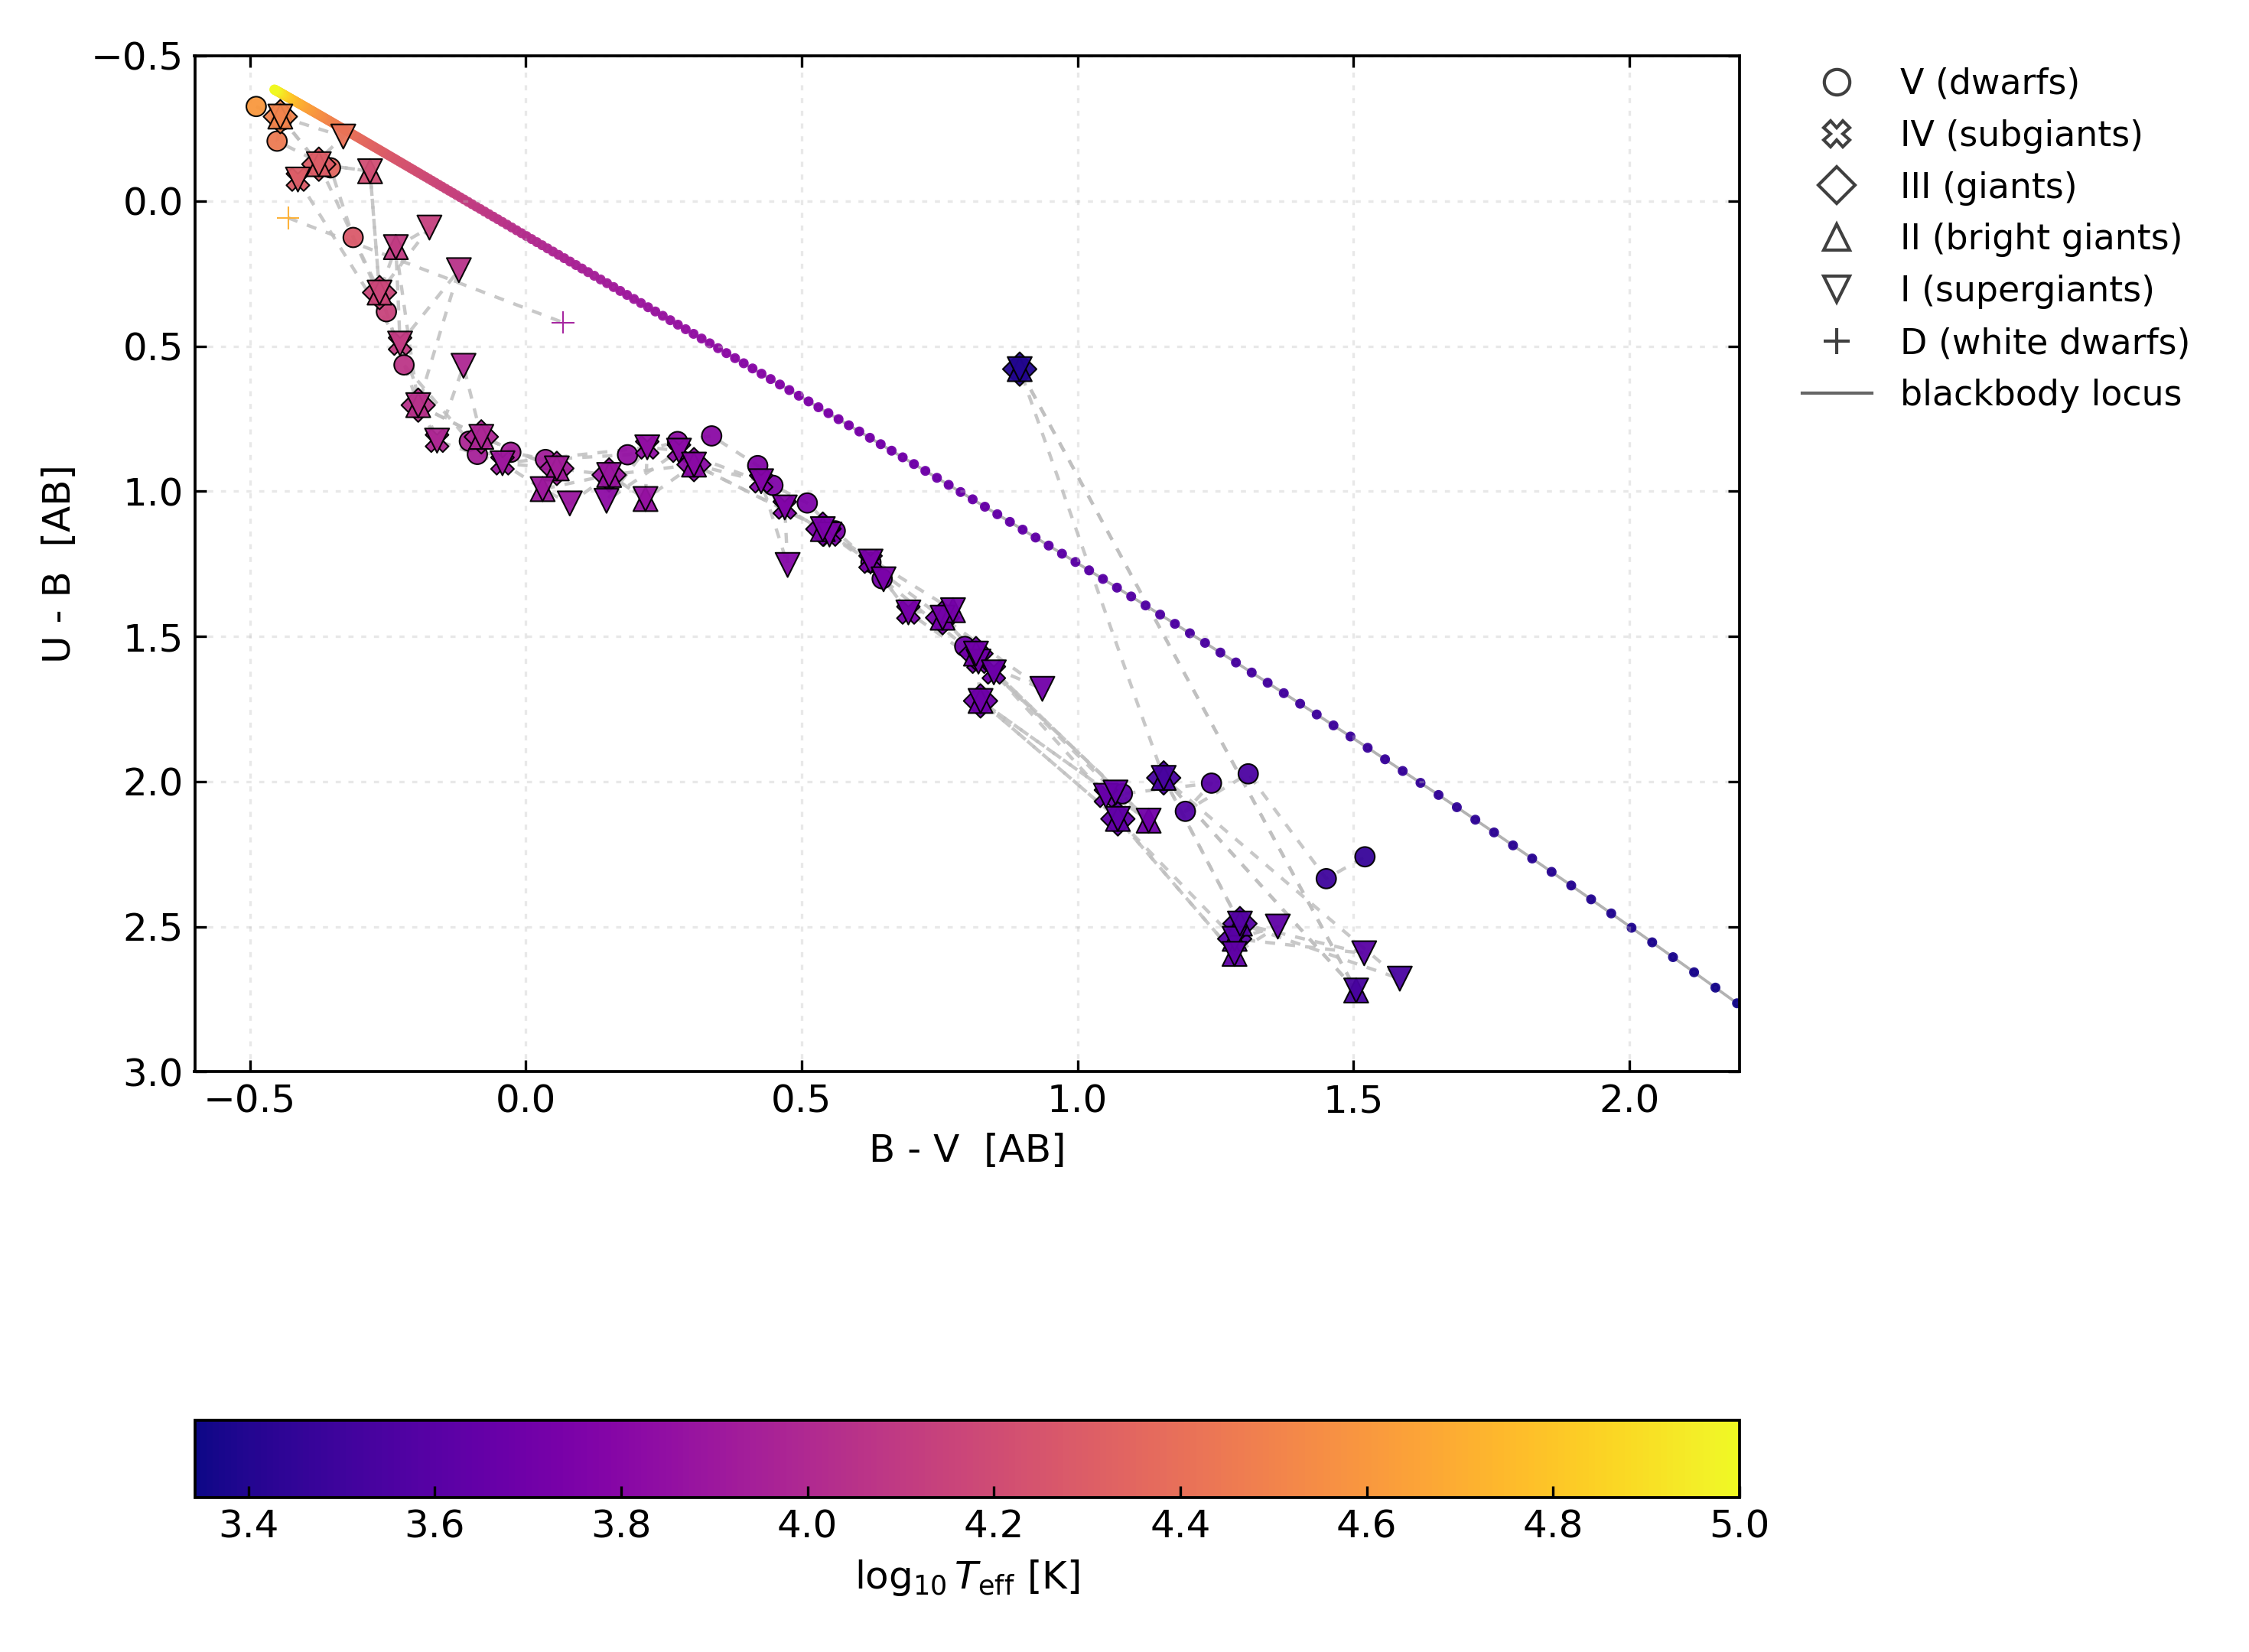 −0.5
0.0
0.5
1.0
1.5
2.0
2.5
3.0
U - B [AB]
−0.5 0.0 0.5 1.0 1.5 2.0
B - V [AB]
V (dwarfs)
IV (subgiants)
III (giants)
II (bright giants)
I (supergiants)
D (white dwarfs)
blackbody locus
3.4 3.6 3.8 4.0 4.2 4.4 4.6 4.8 5.0
log₁₀ T_eff [K]